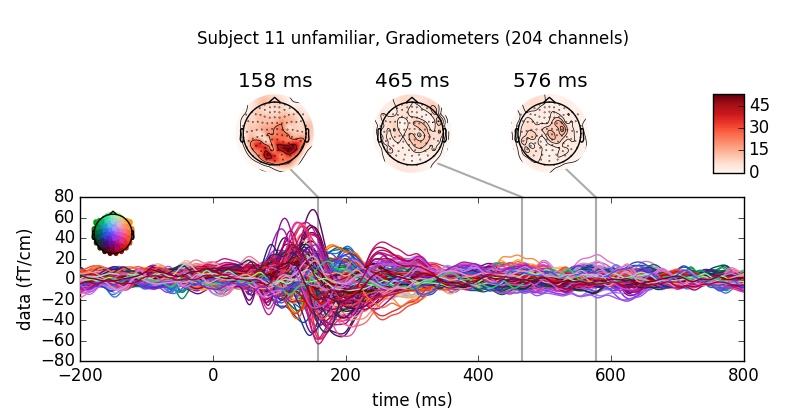 Subject 11 unfamiliar, Gradiometers (204 channels)
158 ms 465 ms 576 ms
45
30
15
0
80
60
40
20
0
−20
−40
−60
−80
data (fT/cm)
−200 0 200 400 600 800
time (ms)